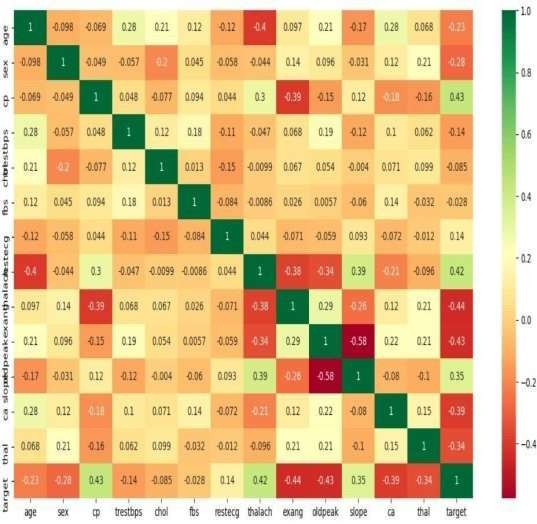 age 1 -0.098 -0.069 0.28 0.21 0.12 -0.12 -0.4 0.097 0.21 -0.17 0.28 0.068 -0.23
sex -0.098 1 -0.049 -0.057 -0.2 0.045 -0.058 -0.044 0.14 0.096 -0.031 0.12 0.21 -0.28
cp -0.069 -0.049 1 0.048 -0.077 0.094 0.044 0.3 -0.39 -0.15 0.12 -0.18 -0.16 0.43
trestbps 0.28 -0.057 0.048 1 0.12 0.18 -0.11 -0.047 0.068 0.19 -0.12 0.1 0.062 -0.14
chol 0.21 -0.2 -0.077 0.12 1 0.013 -0.15 -0.0099 0.067 0.054 -0.004 0.071 0.099 -0.085
fbs 0.12 0.045 0.094 0.18 0.013 1 -0.084 -0.0086 0.026 0.0057 -0.06 0.14 -0.032 -0.028
restecg -0.12 -0.058 0.044 -0.11 -0.15 -0.084 1 0.044 -0.071 -0.059 0.093 -0.072 -0.012 0.14
thalach -0.4 -0.044 0.3 -0.047 -0.0099 -0.0086 0.044 1 -0.38 -0.34 0.39 -0.21 -0.096 0.42
exang 0.097 0.14 -0.39 0.068 0.067 0.026 -0.071 -0.38 1 0.29 -0.26 0.12 0.21 -0.44
oldpeak 0.21 0.096 -0.15 0.19 0.054 0.0057 -0.059 -0.34 0.29 1 -0.58 0.22 0.21 -0.43
slope -0.17 -0.031 0.12 -0.12 -0.004 -0.06 0.093 0.39 -0.26 -0.58 1 -0.08 -0.1 0.35
ca 0.28 0.12 -0.18 0.1 0.071 0.14 -0.072 -0.21 0.12 0.22 -0.08 1 0.15 -0.39
thal 0.068 0.21 -0.16 0.062 0.099 -0.032 -0.012 -0.096 0.21 0.21 -0.1 0.15 1 -0.34
target -0.23 -0.28 0.43 -0.14 -0.085 -0.028 0.14 0.42 -0.44 -0.43 0.35 -0.39 -0.34 1
age sex cp trestbps chol fbs restecg thalach exang oldpeak slope ca thal target
1.0
0.8
0.6
0.4
0.2
0.0
-0.2
-0.4